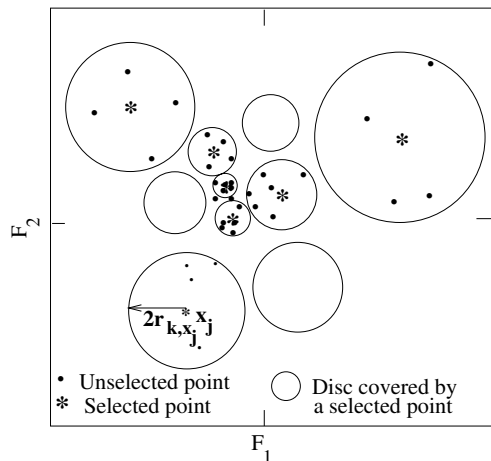 F2
2r k,xj xj
• Unselected point
* Selected point
Disc covered by
a selected point
F1